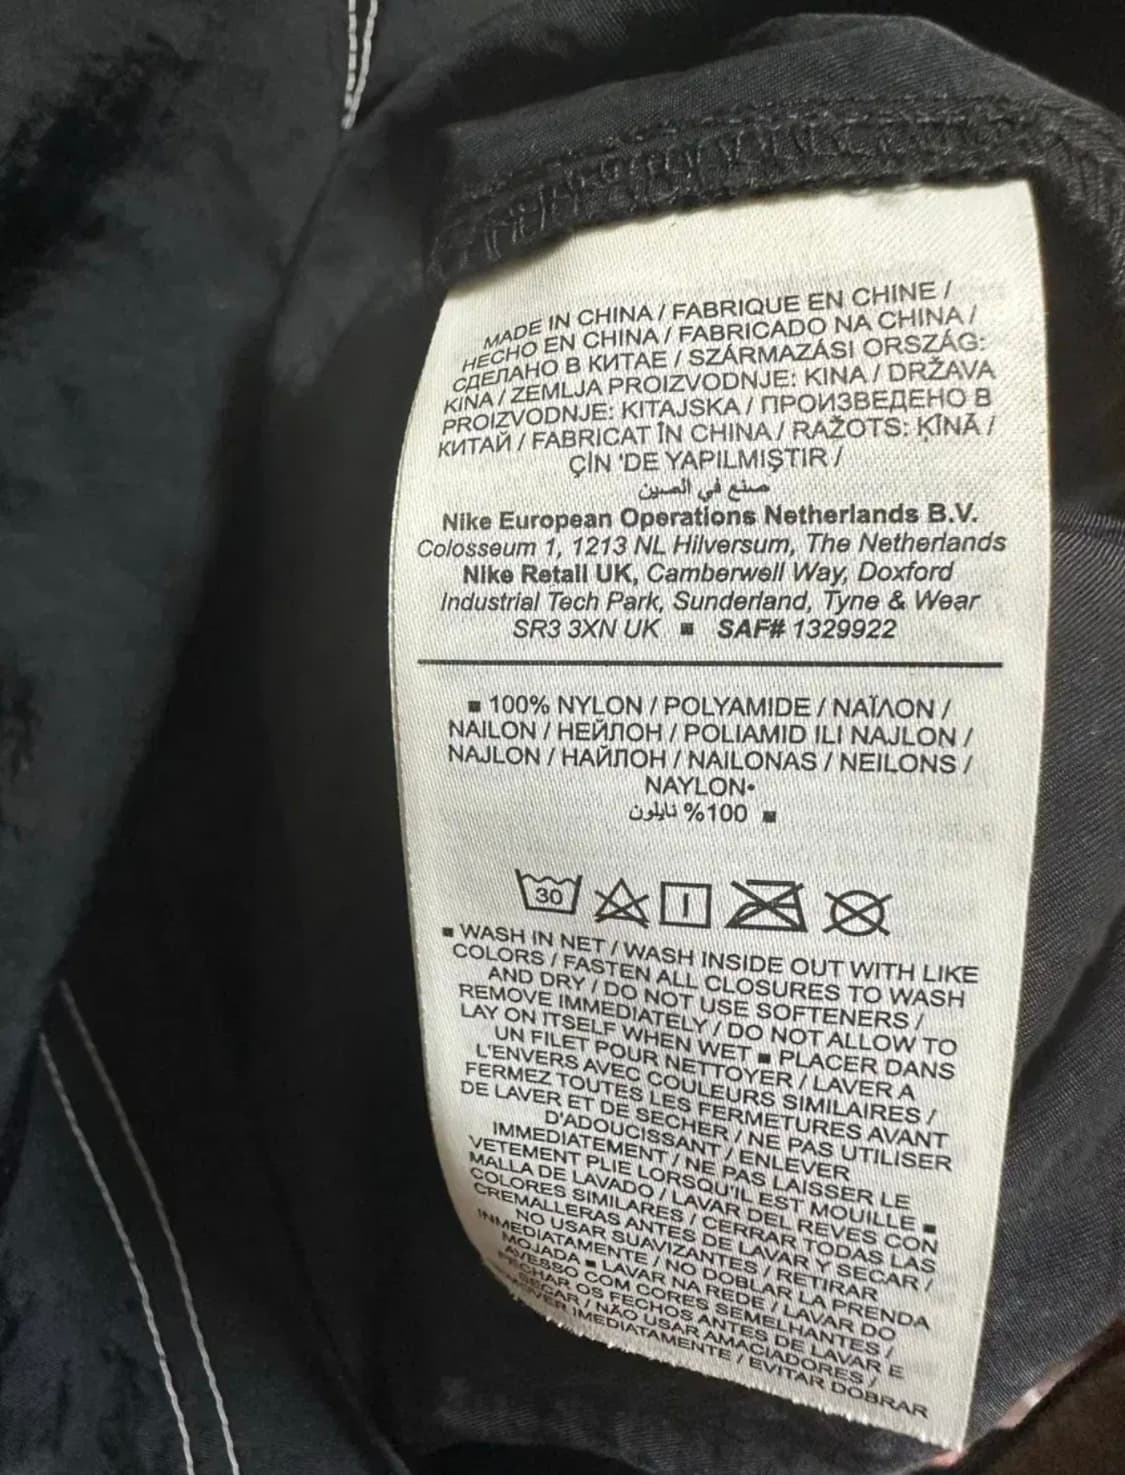 MADE IN CHINA / FABRIQUE EN CHINE /
HECHO EN CHINA / FABRICADO NA CHINA /
СДЕЛАНО В КИТАЕ / SZÁRMAZÁSI ORSZÁG:
KINA / ZEMLJA PROIZVODNJE: KINA / DRŽAVA
PROIZVODNJE: KITAJSKA / ПРОИЗВЕДЕНО В
КИТАЙ / FABRICAT ÎN CHINA / RAŽOTS: ĶĪNĀ /
ÇİN 'DE YAPILMIŞTIR /
صنع في الصين
Nike European Operations Netherlands B.V.
Colosseum 1, 1213 NL Hilversum, The Netherlands
Nike Retail UK, Camberwell Way, Doxford
Industrial Tech Park, Sunderland, Tyne & Wear
SR3 3XN UK ■ SAF# 1329922
■ 100% NYLON / POLYAMIDE / NAΪΛON /
NAILON / НЕЙЛОН / POLIAMID ILI NAJLON /
NAJLON / НАЙЛОН / NAILONAS / NEILONS /
NAYLON•
■ 100% نايلون
30
■ WASH IN NET / WASH INSIDE OUT WITH LIKE
COLORS / FASTEN ALL CLOSURES TO WASH
AND DRY / DO NOT USE SOFTENERS /
REMOVE IMMEDIATELY / DO NOT ALLOW TO
LAY ON ITSELF WHEN WET ■ PLACER DANS
UN FILET POUR NETTOYER / LAVER A
L'ENVERS AVEC COULEURS SIMILAIRES /
FERMEZ TOUTES LES FERMETURES AVANT
DE LAVER ET DE SECHER / NE PAS UTILISER
D'ADOUCISSANT / ENLEVER
IMMEDIATEMENT / NE PAS LAISSER LE
VETEMENT PLIE LORSQU'IL EST MOUILLE ■
MALLA DE LAVADO / LAVAR DEL REVES CON
COLORES SIMILARES / CERRAR TODAS LAS
CREMALLERAS ANTES DE LAVAR Y SECAR /
NO USAR SUAVIZANTES / RETIRAR
INMEDIATAMENTE / NO DOBLAR LA PRENDA
MOJADA ■ LAVAR NA REDE / LAVAR DO
AVESSO COM CORES SEMELHANTES /
FECHAR OS FECHOS ANTES DE LAVAR E
SECAR / NÃO USAR AMACIADORES /
IMEDIATAMENTE / EVITAR DOBRAR